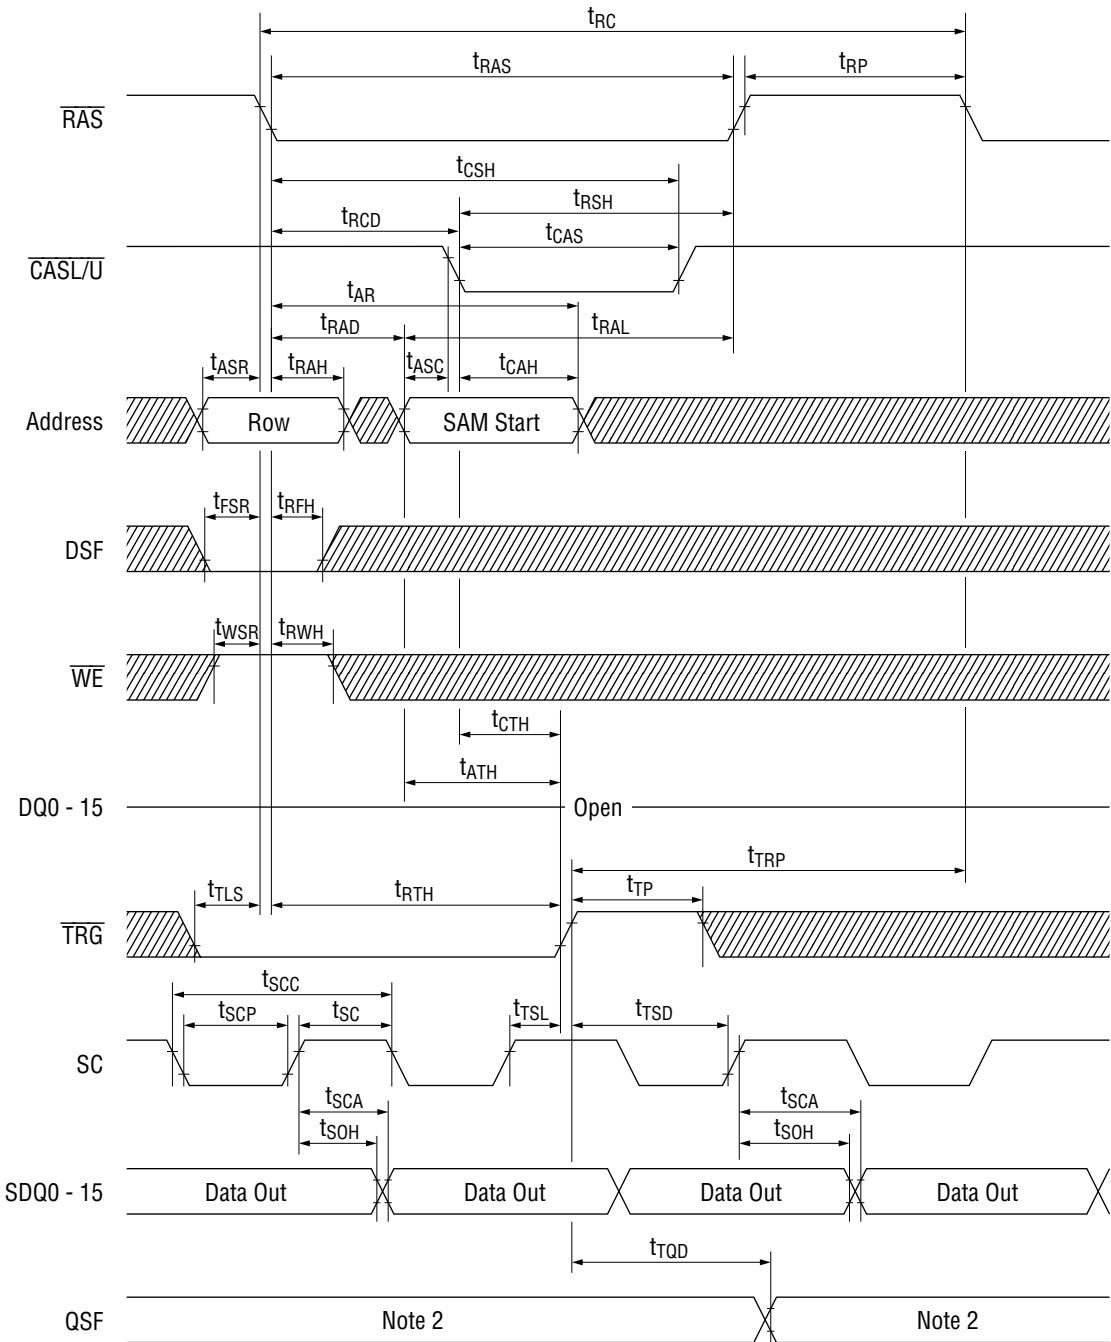 tRC
tRAS tRP
RAS
tCSH
tRSH
tRCD
tCAS
CASL/U
tAR
tRAD tRAL
tASR tRAH tASC tCAH
Address Row SAM Start
tFSR tRFH
DSF
tWSR tRWH
WE
tCTH
tATH
DQ0 - 15 Open
tTRP
tTLS tRTH tTP
TRG
tSCC
tSCP tSC tTSL tTSD
SC
tSCA tSCA
tSOH tSOH
SDQ0 - 15 Data Out Data Out Data Out Data Out
tTQD
QSF Note 2 Note 2